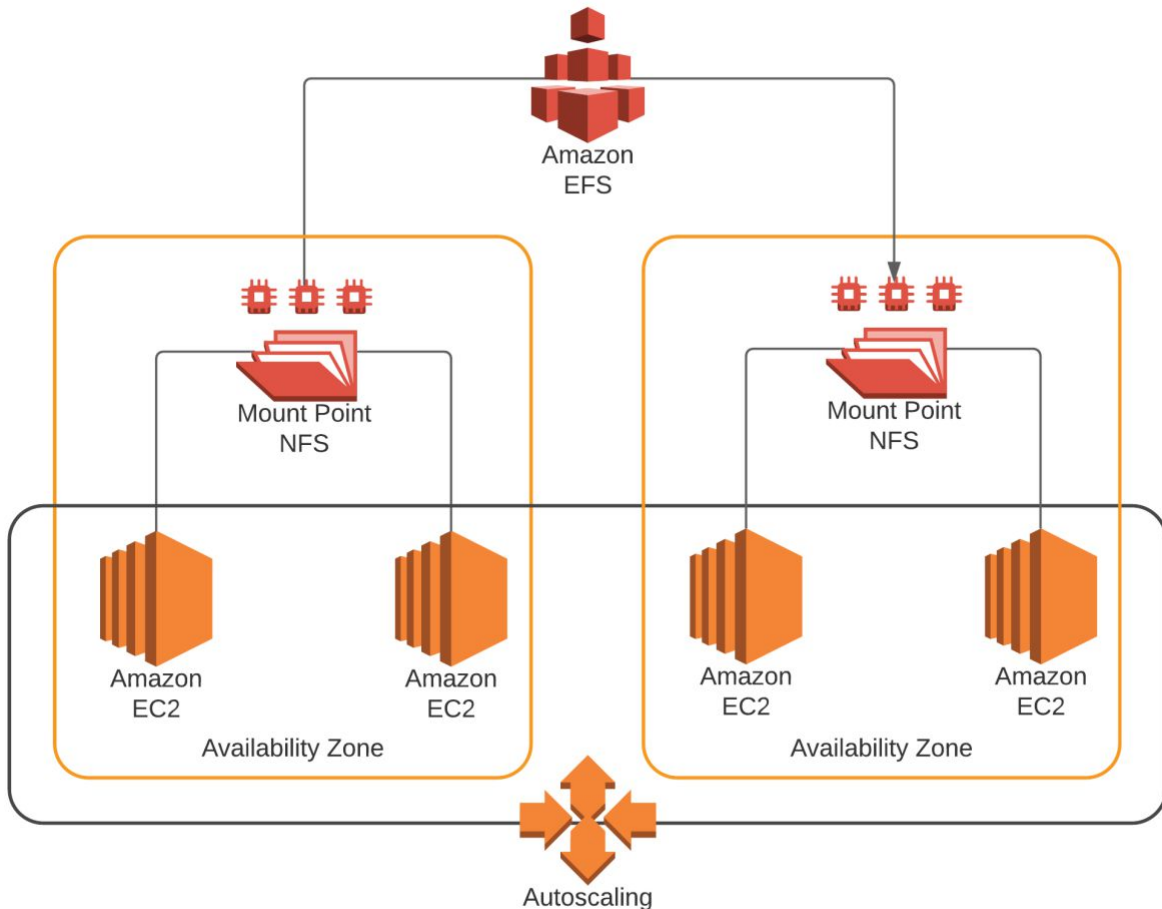 Amazon
EFS
Mount Point
NFS
Mount Point
NFS
Amazon
EC2
Amazon
EC2
Amazon
EC2
Amazon
EC2
Availability Zone
Availability Zone
Autoscaling